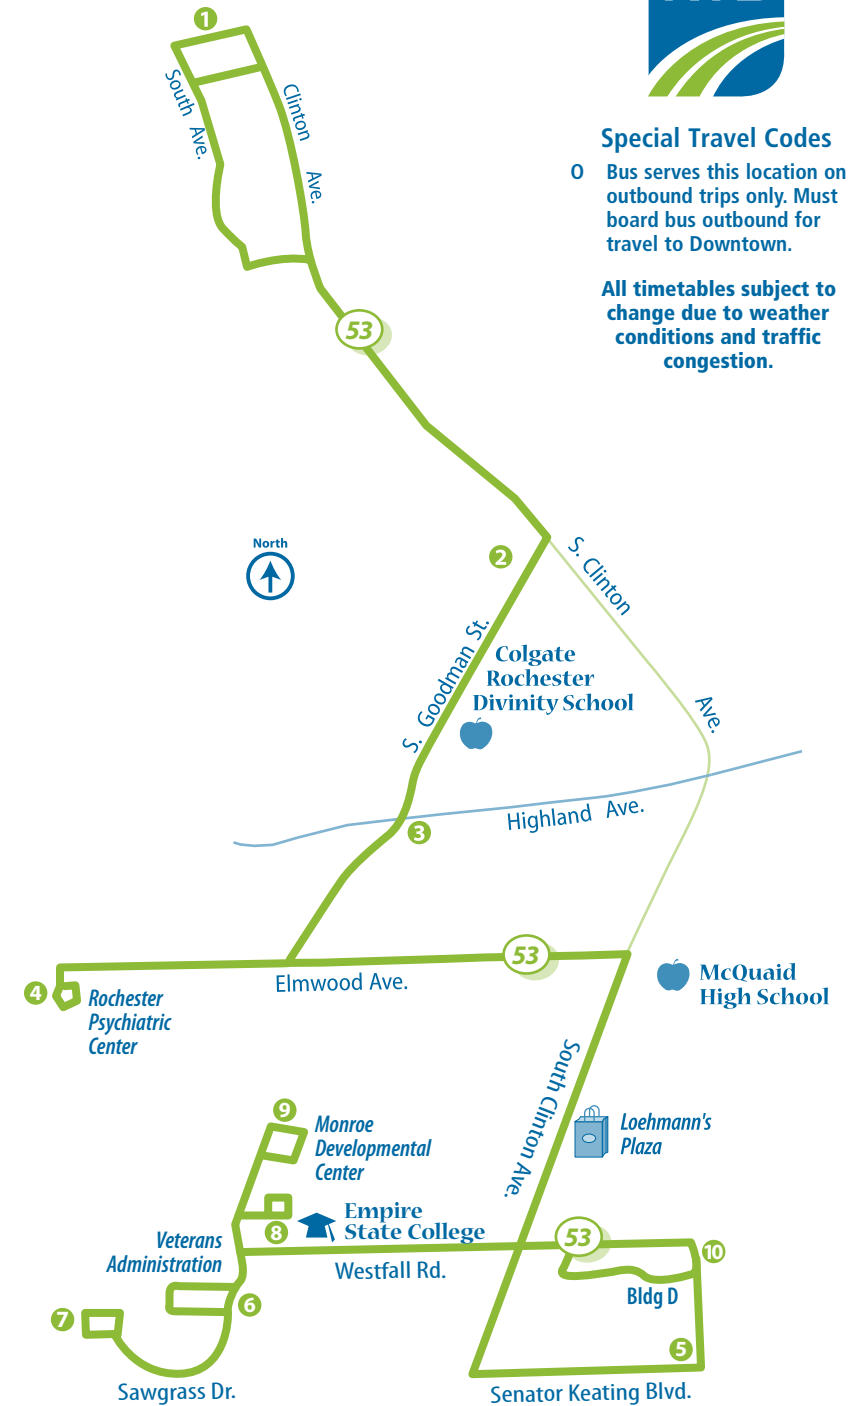 1
South Ave.
Clinton Ave.
Special Travel Codes
O Bus serves this location on
outbound trips only. Must
board bus outbound for
travel to Downtown.
All timetables subject to
change due to weather
conditions and traffic
congestion.
53
North
2
S. Clinton Ave.
S. Goodman St.
Colgate
Rochester
Divinity School
Highland Ave.
3
53
4
Elmwood Ave.
Rochester
Psychiatric
Center
McQuaid
High School
South Clinton Ave.
Loehmann's
Plaza
9
Monroe
Developmental
Center
8
Empire
State College
Veterans
Administration
53
10
Westfall Rd.
Bldg D
6
7
5
Sawgrass Dr.
Senator Keating Blvd.